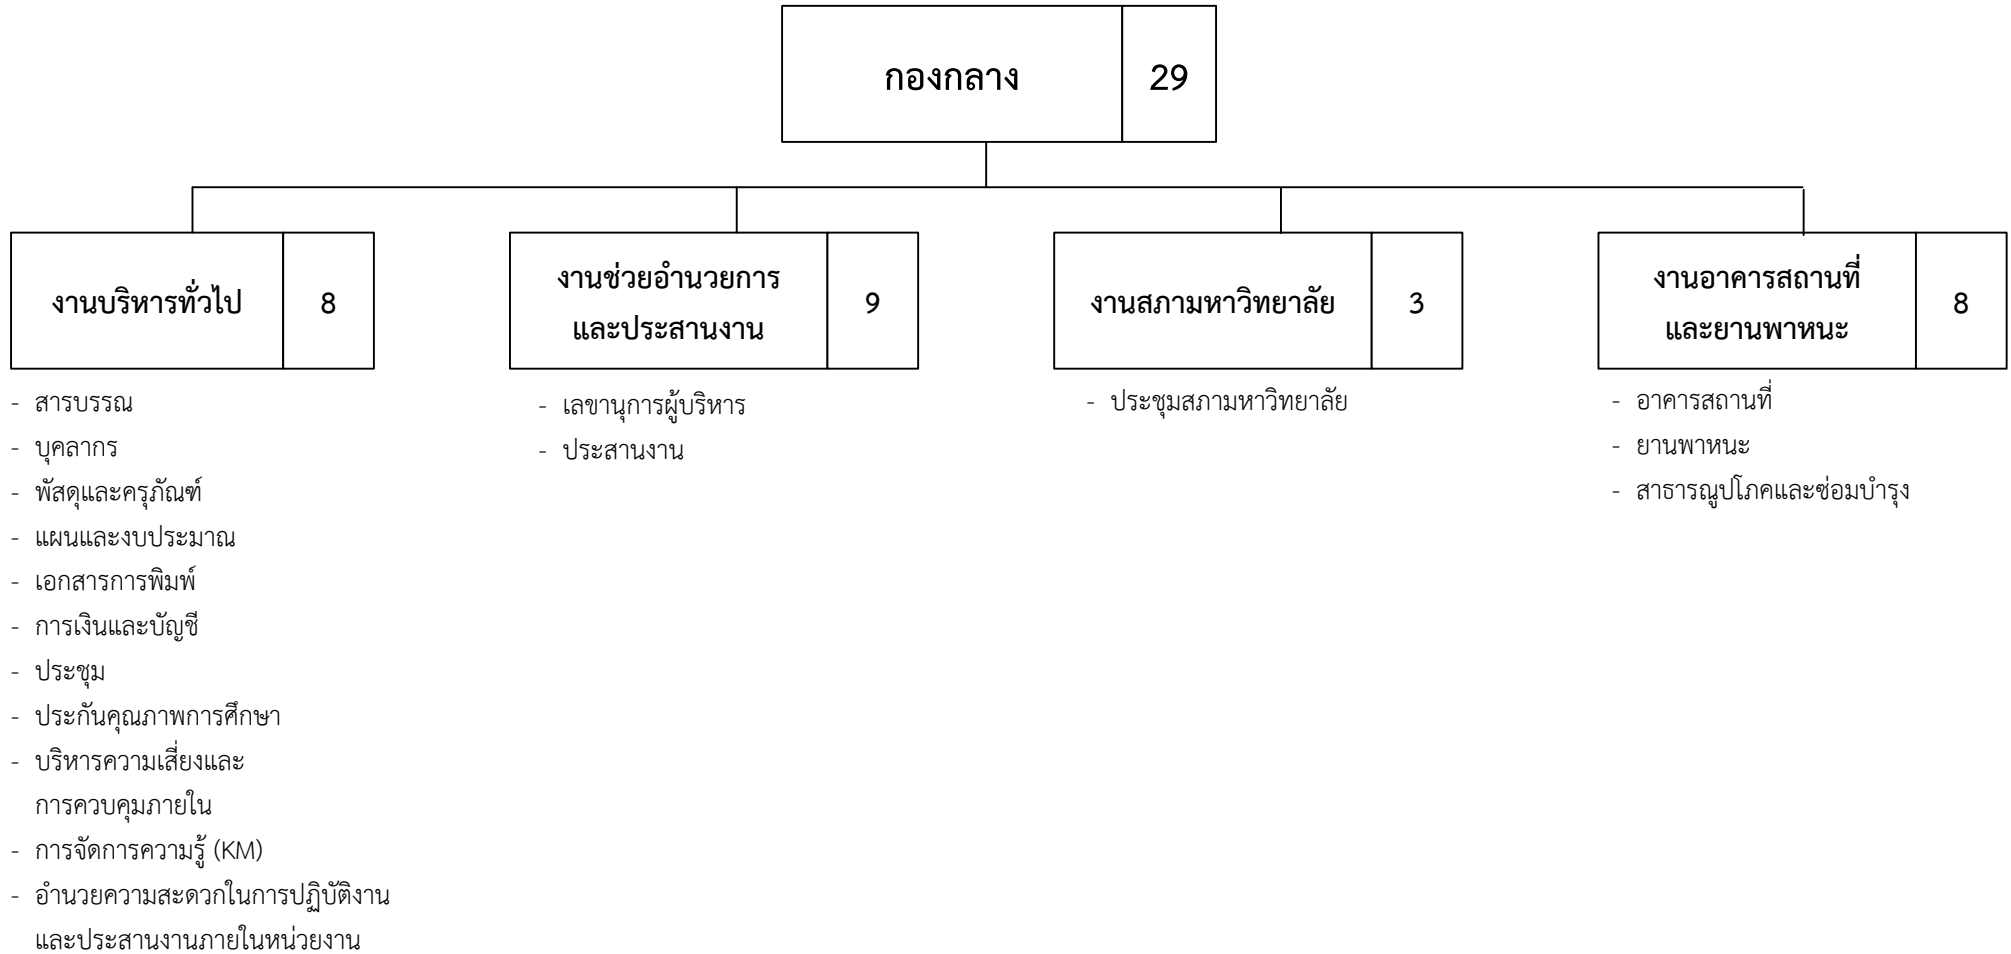 กองกลาง 29
งานบริหารทั่วไป 8
- สารบรรณ
- บุคลากร
- พัสดุและครุภัณฑ์
- แผนและงบประมาณ
- เอกสารการพิมพ์
- การเงินและบัญชี
- ประชุม
- ประกันคุณภาพการศึกษา
- บริหารความเสี่ยงและ
การควบคุมภายใน
- การจัดการความรู้ (KM)
- อำนวยความสะดวกในการปฏิบัติงาน
และประสานงานภายในหน่วยงาน
งานช่วยอำนวยการ
และประสานงาน
9
- เลขานุการผู้บริหาร
- ประสานงาน
งานสภามหาวิทยาลัย 3
- ประชุมสภามหาวิทยาลัย
งานอาคารสถานที่
และยานพาหนะ
8
- อาคารสถานที่
- ยานพาหนะ
- สาธารณูปโภคและซ่อมบำรุง